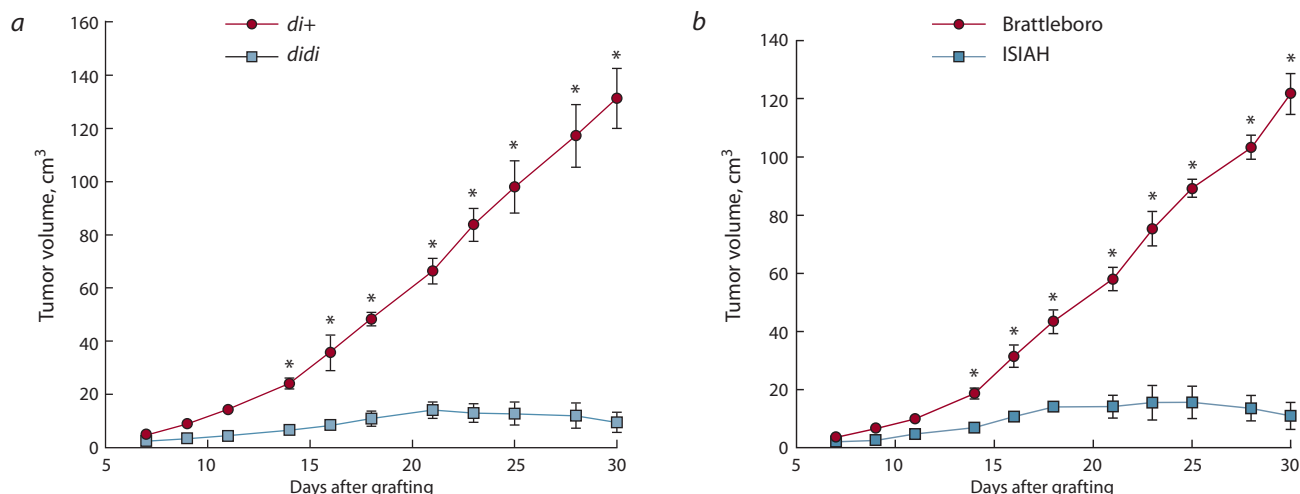 a
di+
didi
160
140
120
100
80
60
40
20
0
Tumor volume, cm³
* * * * * * * *
5 10 15 20 25 30
Days after grafting
b
Brattleboro
ISIAH
140
120
100
80
60
40
20
0
Tumor volume, cm³
* * * * * * * *
5 10 15 20 25 30
Days after grafting